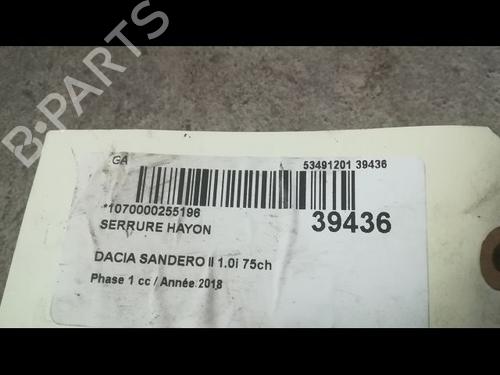 B-PARTS
GA
53491201 39436
*1070000255196
39436
SERRURE HAYON
DACIA SANDERO II 1.0i 75ch
Phase 1 cc / Année 2018